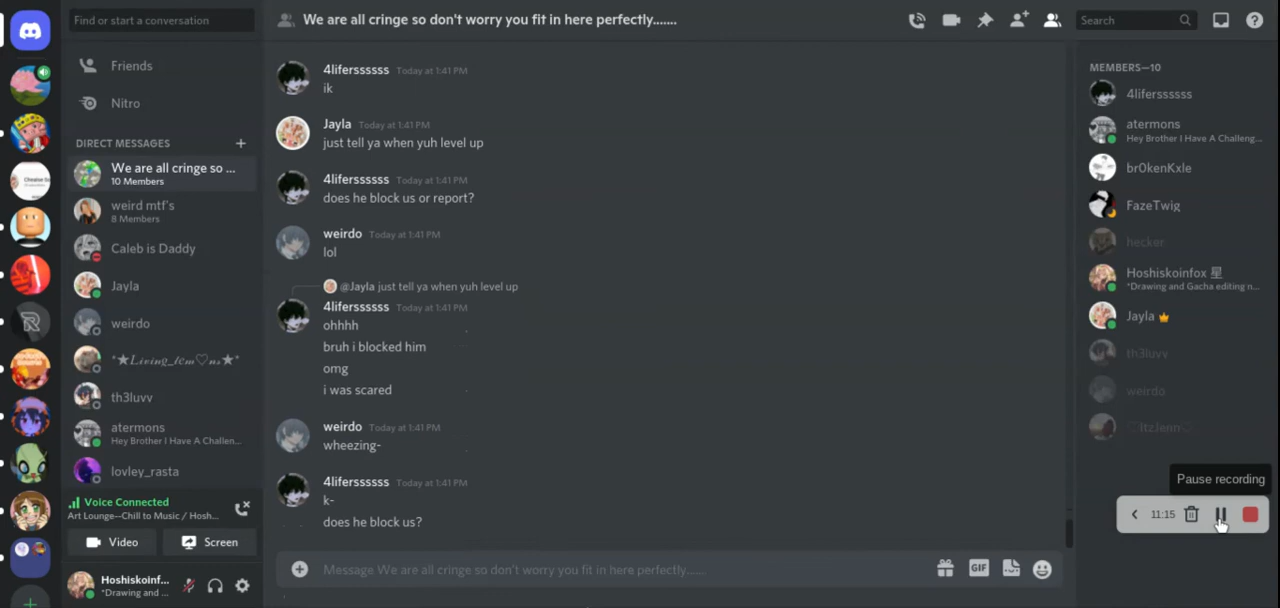 Find or start a conversation
Friends
Nitro
DIRECT MESSAGES +
We are all cringe so ...
10 Members
weird mtf's
8 Members
Caleb is Daddy
Jayla
weirdo
th3luvv
atermons
Hey Brother I Have A Challen...
lovley_rasta
Voice Connected
Art Lounge--Chill to Music / Hosh...
Video
Screen
Hoshiskoinf...
*Drawing and ...
We are all cringe so don't worry you fit in here perfectly.......
Search
4liferssssss Today at 1:41 PM
ik
Jayla Today at 1:41 PM
just tell ya when yuh level up
4liferssssss Today at 1:41 PM
does he block us or report?
weirdo Today at 1:41 PM
lol
@Jayla just tell ya when yuh level up
4liferssssss Today at 1:41 PM
ohhhh
bruh i blocked him
omg
i was scared
weirdo Today at 1:41 PM
wheezing-
4liferssssss Today at 1:41 PM
k-
does he block us?
Message We are all cringe so don't worry you fit in here perfectly.......
GIF
MEMBERS—10
4liferssssss
atermons
Hey Brother I Have A Challeng...
br0kenKxle
FazeTwig
hecker
Hoshiskoinfox 星
*Drawing and Gacha editing n...
Jayla
th3luvv
weirdo
♡ItzJenn♡
Pause recording
11:15